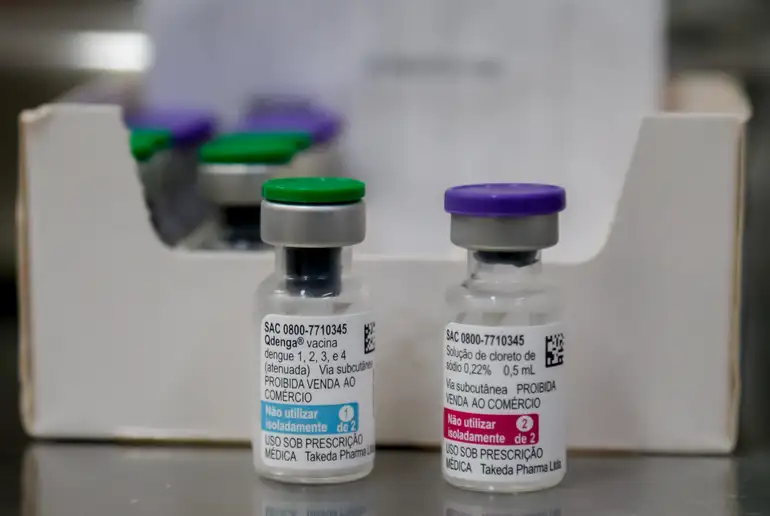 SAC 0800-7710345
Qdenga® vacina
dengue 1, 2, 3, e 4
(atenuada) Via subcutânea
PROIBIDA VENDA AO
COMÉRCIO
Não utilizar 1
isoladamente de 2
USO SOB PRESCRIÇÃO
MÉDICA Takeda Pharma Ltda
SAC 0800-7710345
Solução de cloreto de
sódio 0,22% 0,5 mL
Via subcutânea PROIBIDA
VENDA AO COMÉRCIO
Não utilizar 2
isoladamente de 2
USO SOB PRESCRIÇÃO
MÉDICA Takeda Pharma Ltda